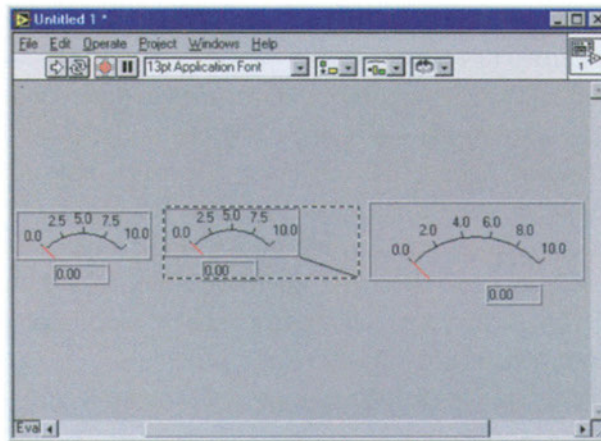 Untitled 1 *
File Edit Operate Project Windows Help
13pt Application Font
1
0.0 2.5 5.0 7.5 10.0
0.00
0.0 2.5 5.0 7.5 10.0
0.00
0.0 2.0 4.0 6.0 8.0 10.0
0.00
Eval